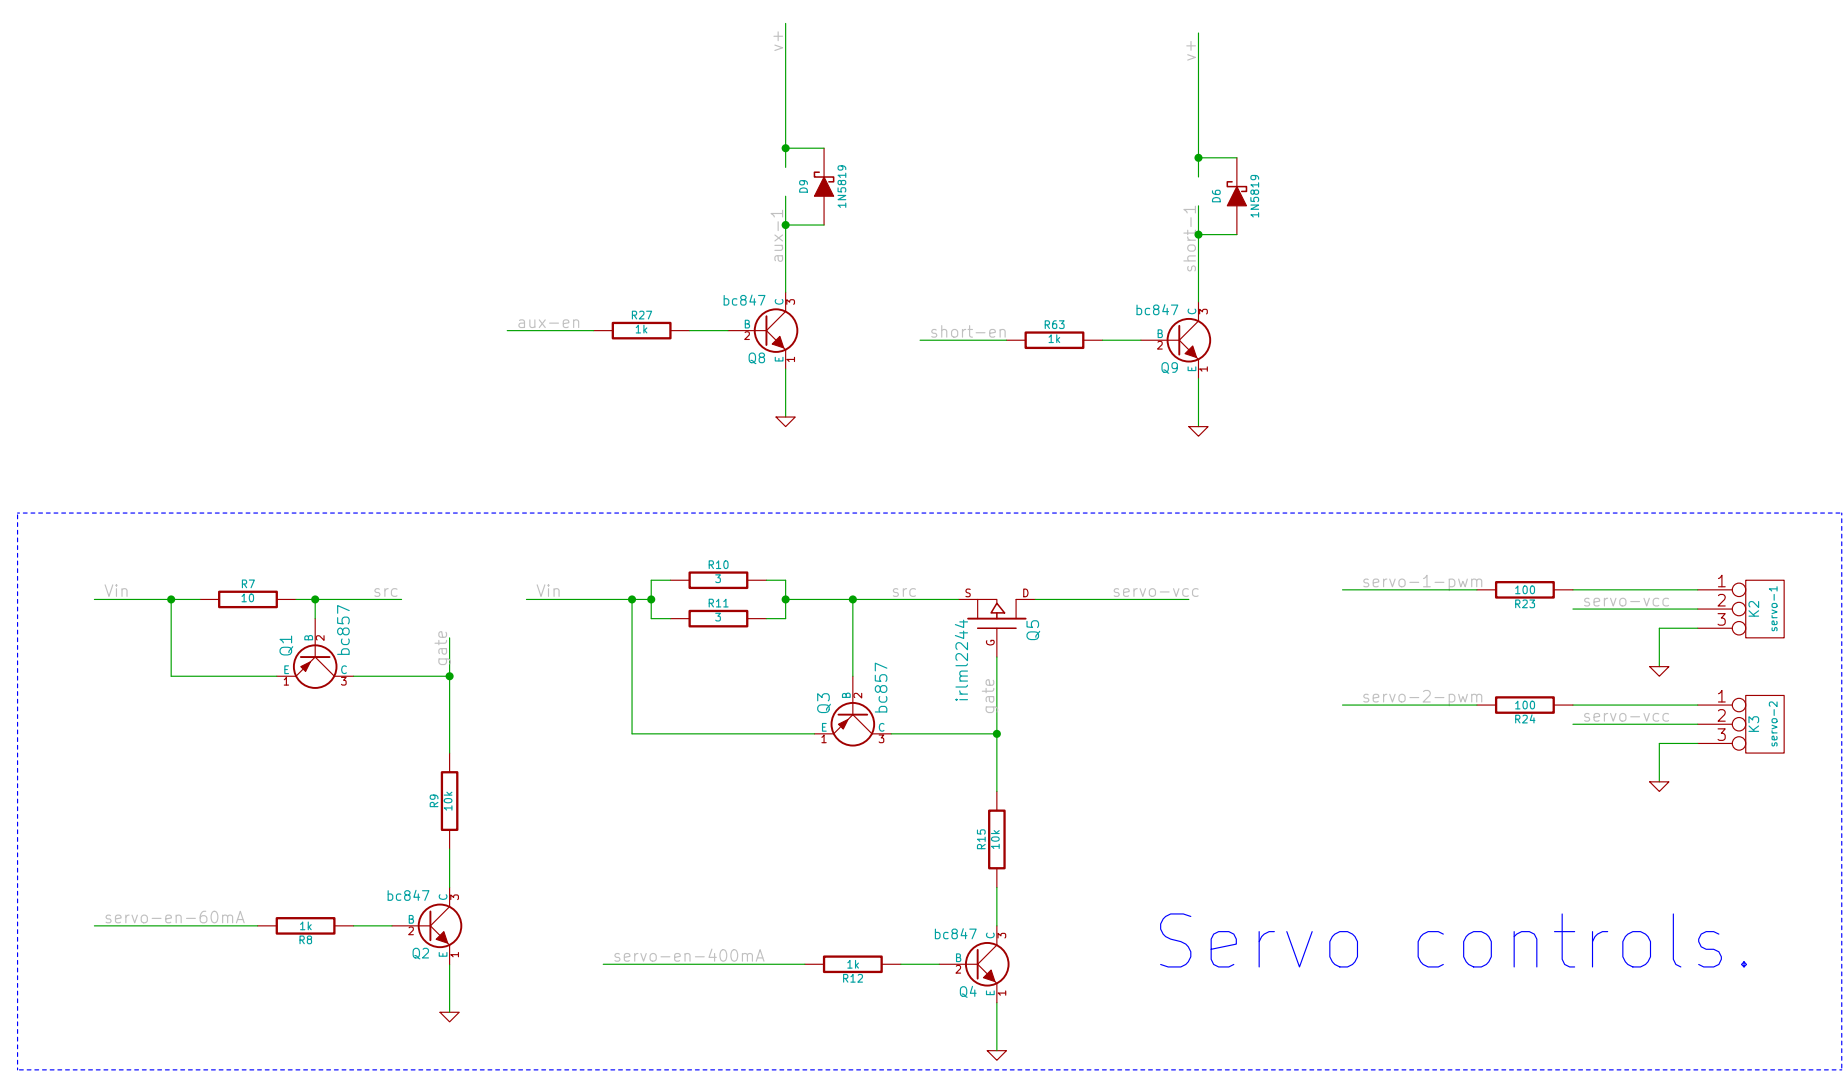 v+
D9
1N5819
aux-1
aux-en
R27
1k
bc847
B
2
C
3
E
1
Q8
v+
D6
1N5819
short-1
short-en
R63
1k
bc847
B
2
C
3
E
1
Q9
Vin
R7
10
src
Q1
bc857
B
2
E
1
C
3
gate
R9
10k
servo-en-60mA
1k
R8
bc847
B
2
C
3
E
1
Q2
Vin
R10
3
R11
3
src
S
D
G
servo-vcc
Q5
irlml2244
gate
Q3
bc857
B
2
E
1
C
3
R15
10k
servo-en-400mA
1k
R12
bc847
B
2
C
3
E
1
Q4
servo-1-pwm
100
R23
servo-vcc
1
2
3
K2
servo-1
servo-2-pwm
100
R24
servo-vcc
1
2
3
K3
servo-2
Servo controls.